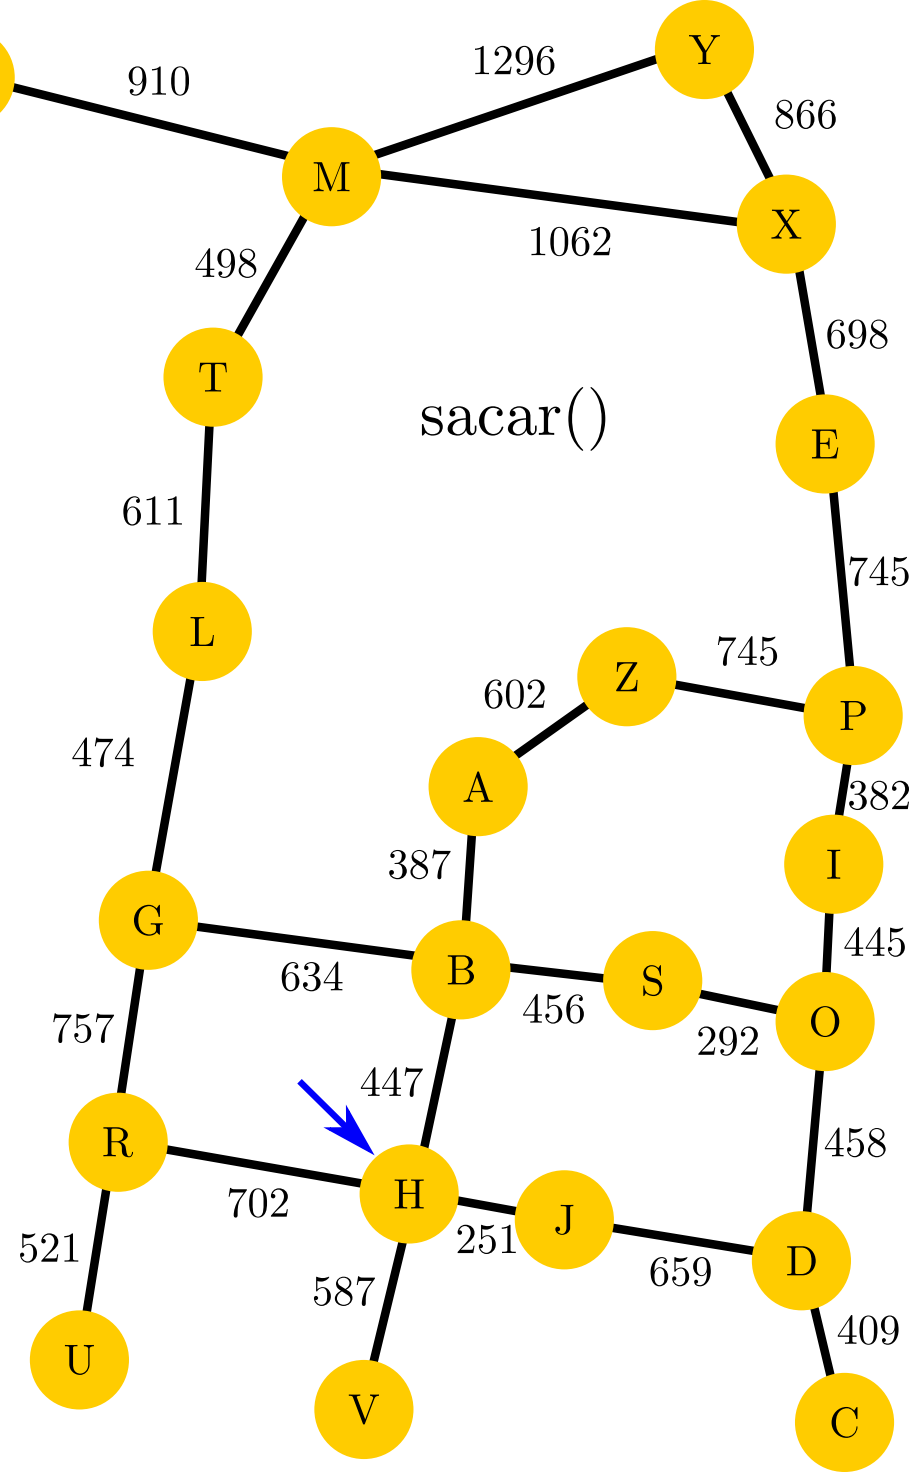 Y
1296
910
866
M
X
1062
498
698
T
sacar()
E
611
745
L
745
Z
602
P
474
A
382
387
I
G
445
B
634
S
456
O
757
292
447
R
458
H
702
J
251
521
D
659
587
409
U
V
C